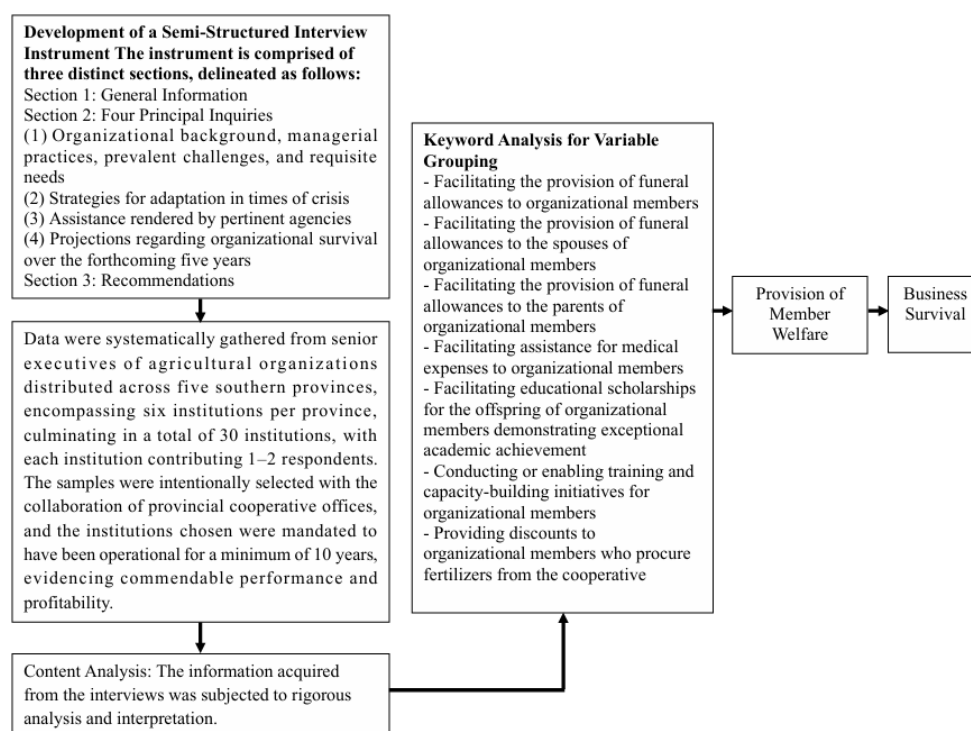 Development of a Semi-Structured Interview
Instrument The instrument is comprised of
three distinct sections, delineated as follows:
Section 1: General Information
Section 2: Four Principal Inquiries
(1) Organizational background, managerial
practices, prevalent challenges, and requisite
needs
(2) Strategies for adaptation in times of crisis
(3) Assistance rendered by pertinent agencies
(4) Projections regarding organizational survival
over the forthcoming five years
Section 3: Recommendations
Data were systematically gathered from senior
executives of agricultural organizations
distributed across five southern provinces,
encompassing six institutions per province,
culminating in a total of 30 institutions, with
each institution contributing 1–2 respondents.
The samples were intentionally selected with the
collaboration of provincial cooperative offices,
and the institutions chosen were mandated to
have been operational for a minimum of 10 years,
evidencing commendable performance and
profitability.
Content Analysis: The information acquired
from the interviews was subjected to rigorous
analysis and interpretation.
Keyword Analysis for Variable
Grouping
- Facilitating the provision of funeral
allowances to organizational members
- Facilitating the provision of funeral
allowances to the spouses of
organizational members
- Facilitating the provision of funeral
allowances to the parents of
organizational members
- Facilitating assistance for medical
expenses to organizational members
- Facilitating educational scholarships
for the offspring of organizational
members demonstrating exceptional
academic achievement
- Conducting or enabling training and
capacity-building initiatives for
organizational members
- Providing discounts to
organizational members who procure
fertilizers from the cooperative
Provision of
Member
Welfare
Business
Survival